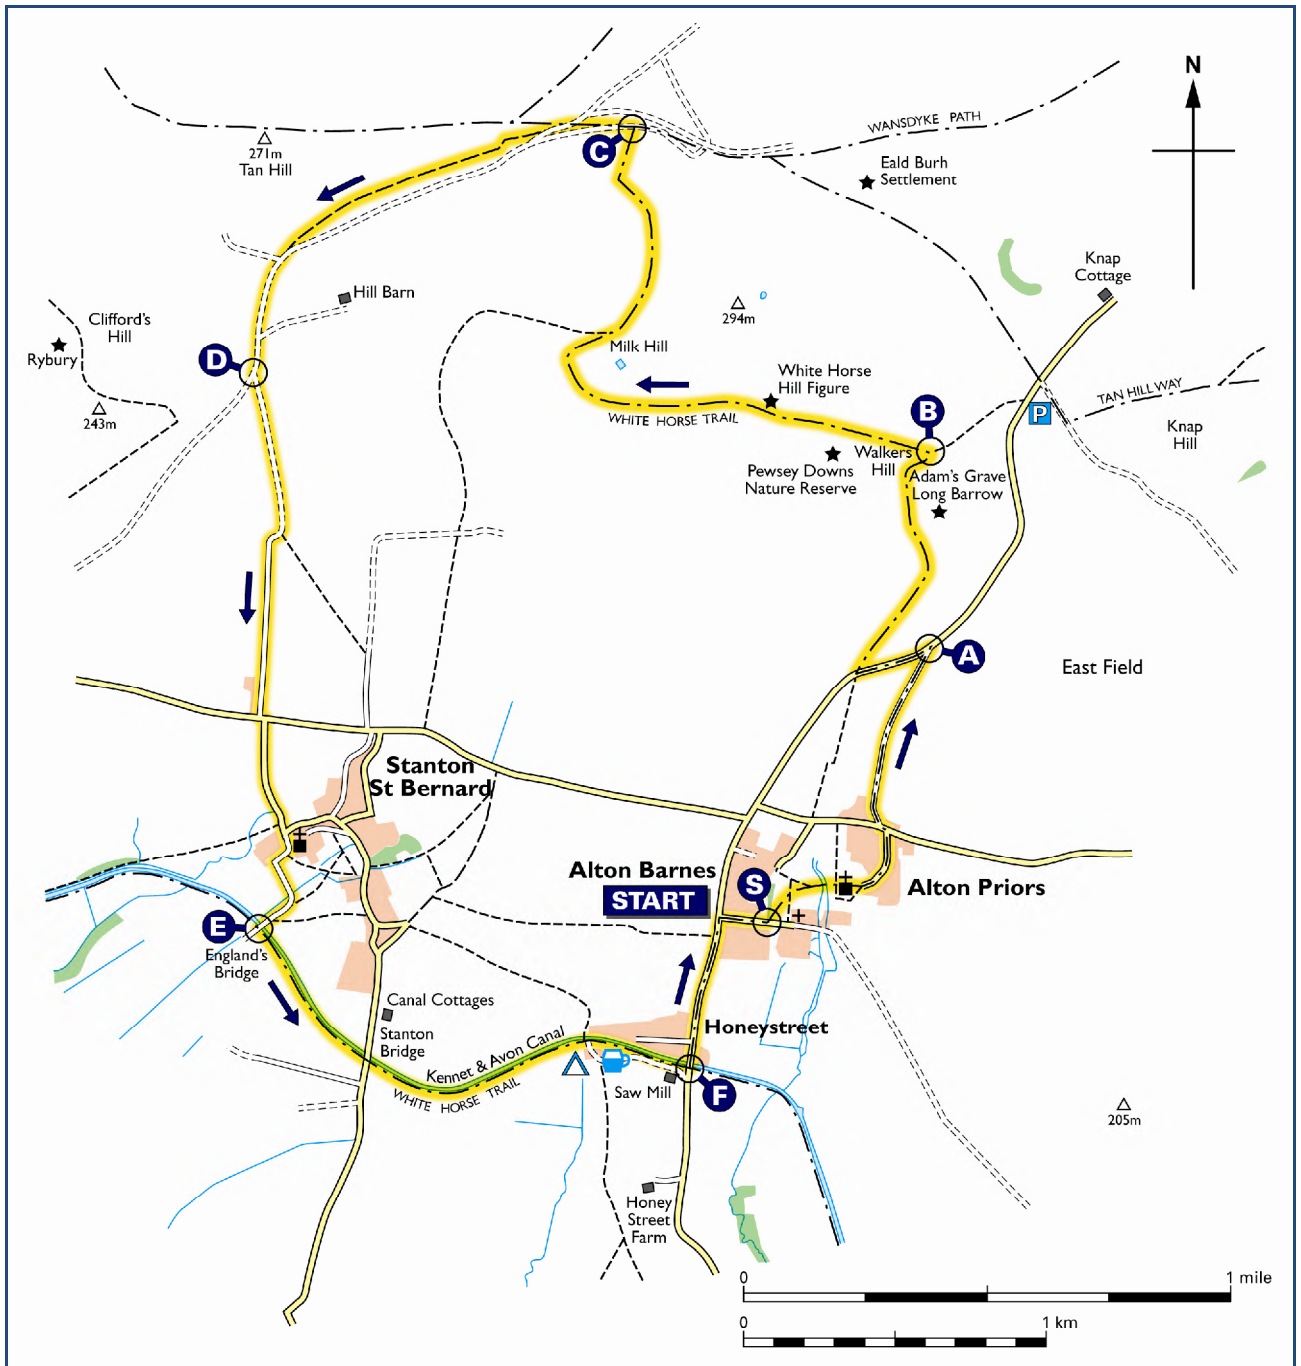 N
WANSDYKE PATH
C
271m
Tan Hill
Eald Burh
Settlement
Knap
Cottage
Hill Barn
294m
Clifford's
Hill
Rybury
D
Milk Hill
White Horse
Hill Figure
TAN HILL WAY
243m
B
P
WHITE HORSE TRAIL
Knap
Hill
Walkers
Hill
Pewsey Downs
Nature Reserve
Adam's Grave
Long Barrow
A
East Field
Stanton
St Bernard
Alton Barnes
START
S
Alton Priors
E
England's
Bridge
Canal Cottages
Stanton
Bridge
Honeystreet
Kennet & Avon Canal
WHITE HORSE TRAIL
Saw Mill
F
205m
Honey
Street
Farm
0
1 mile
0
1 km